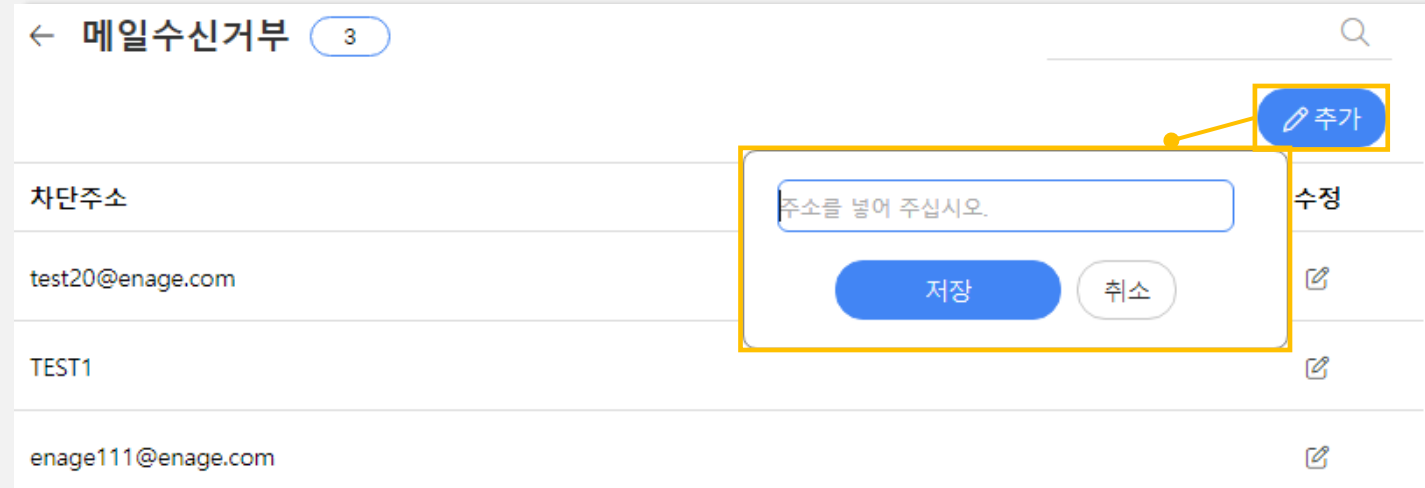 메일수신거부 3
추가
차단주소
수정
주소를 넣어 주십시오.
저장
취소
test20@enage.com
TEST1
enage111@enage.com